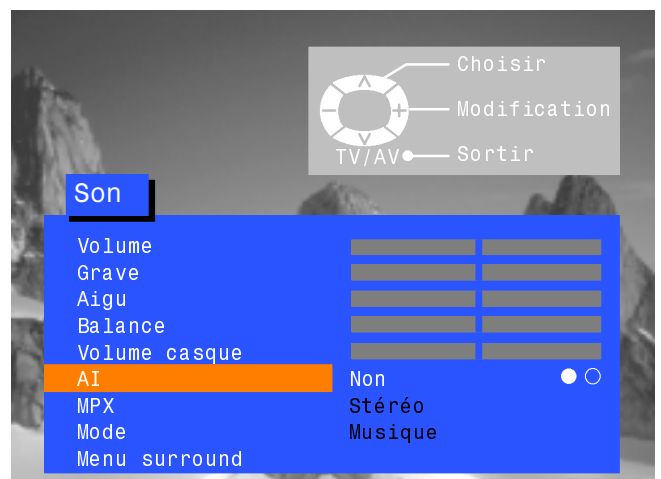 Choisir
Modification
TV/AV Sortir
Son
Volume
Grave
Aigu
Balance
Volume casque
AI Non
MPX Stéréo
Mode Musique
Menu surround